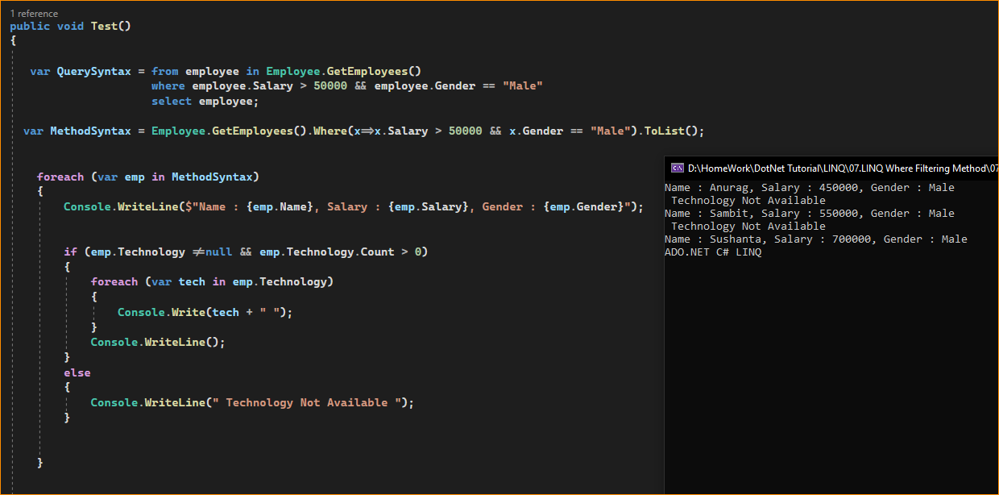 1 reference
public void Test()
{
var QuerySyntax = from employee in Employee.GetEmployees()
where employee.Salary > 50000 && employee.Gender == "Male"
select employee;
var MethodSyntax = Employee.GetEmployees().Where(x=>x.Salary > 50000 && x.Gender == "Male").ToList();
foreach (var emp in MethodSyntax)
{
Console.WriteLine($"Name : {emp.Name}, Salary : {emp.Salary}, Gender : {emp.Gender}");
if (emp.Technology !=null && emp.Technology.Count > 0)
{
foreach (var tech in emp.Technology)
{
Console.Write(tech + " ");
}
Console.WriteLine();
}
else
{
Console.WriteLine(" Technology Not Available ");
}
}
C:\ D:\HomeWork\DotNet Tutorial\LINQ\07.LINQ Where Filtering Method\07
Name : Anurag, Salary : 450000, Gender : Male
Technology Not Available
Name : Sambit, Salary : 550000, Gender : Male
Technology Not Available
Name : Sushanta, Salary : 700000, Gender : Male
ADO.NET C# LINQ